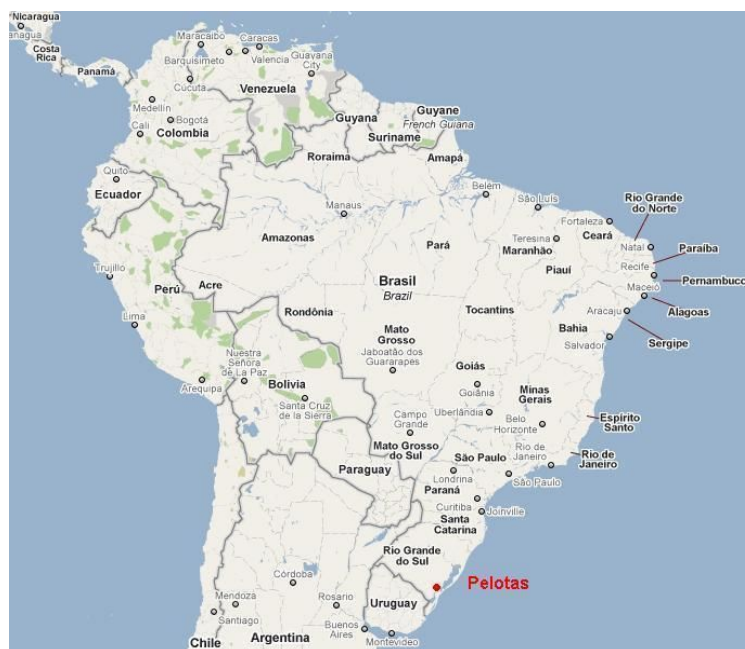 Nicaragua
Managua
Costa
Rica
Panamá
Maracaibo
Caracas
Barquisimeto
Valencia
Guayana
City
Cúcuta
Venezuela
Medellín
Bogotá
Cali
Colombia
Guyana
Guyane
French Guiana
Suriname
Roraima
Amapá
Quito
Ecuador
Belém
São Luís
Manaus
Fortaleza
Rio Grande
do Norte
Amazonas
Pará
Teresina
Ceará
Maranhão
Natal
Paraíba
Trujillo
Piauí
Recife
Pernambuco
Perú
Acre
Brasil
Brazil
Maceió
Alagoas
Rondônia
Tocantins
Aracaju
Lima
Mato
Grosso
Bahia
Sergipe
Jaboatão dos
Guararapes
Salvador
Nuestra
Señora
de La Paz
Goiás
Arequipa
Bolivia
Goiânia
Minas
Gerais
Santa Cruz
de la Sierra
Uberlândia
Campo
Grande
Belo
Horizonte
Espírito
Santo
Mato Grosso
do Sul
São Paulo
Rio de
Janeiro
Rio de
Janeiro
Paraguay
Londrina
São Paulo
Paraná
Curitiba
Joinville
Santa
Catarina
Rio Grande
do Sul
Pelotas
Córdoba
Uruguay
Mendoza
Rosario
Santiago
Buenos
Aires
Chile
Argentina
Montevideo